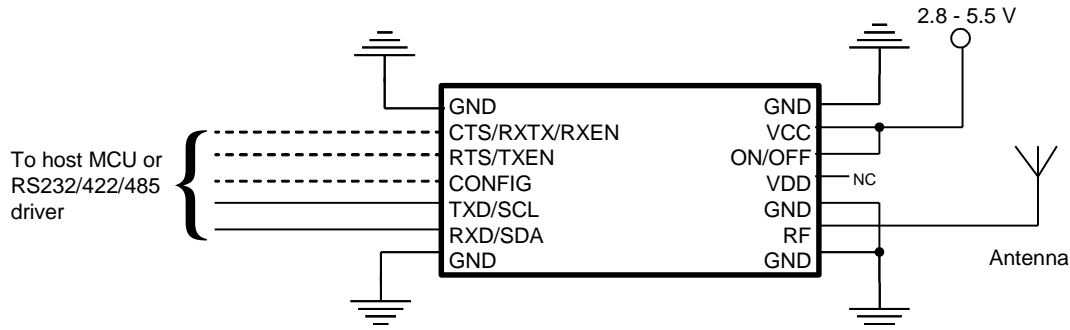 2.8 - 5.5 V
GND
CTS/RXTX/RXEN
RTS/TXEN
CONFIG
TXD/SCL
RXD/SDA
GND
GND
VCC
ON/OFF
VDD
GND
RF
GND
NC
To host MCU or
RS232/422/485
driver
Antenna